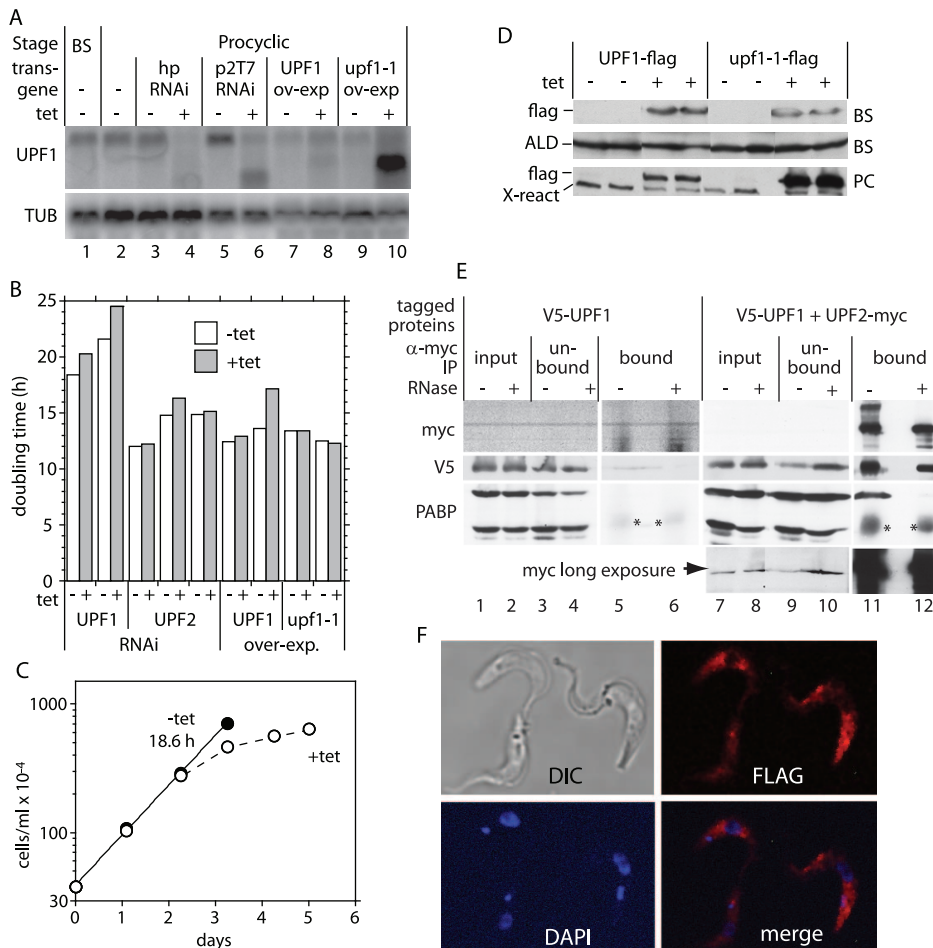 A
Stage BS Procyclic
trans- hp p2T7 UPF1 upf1-1
gene - - RNAi RNAi ov-exp ov-exp
tet - + - + - + - +
UPF1
TUB
1 2 3 4 5 6 7 8 9 10
B
25
20
15
10
5
0
doubling time (h)
-tet
+tet
tet - + - + - + - + - + - + - + - +
UPF1 UPF2 UPF1 upf1-1
RNAi over-exp.
C
1000
100
30
cells/ml x 10-4
-tet
18.6 h
+tet
0 1 2 3 4 5 6
days
D
UPF1-flag upf1-1-flag
tet - - + + - - + +
flag BS
ALD BS
flag PC
X-react
E
tagged
proteins V5-UPF1 V5-UPF1 + UPF2-myc
α-myc
IP input un-bound bound input un-bound bound
RNase - + - + - + - + - + - +
myc
V5
PABP * * * *
myc long exposure
1 2 3 4 5 6 7 8 9 10 11 12
F
DIC FLAG
DAPI merge